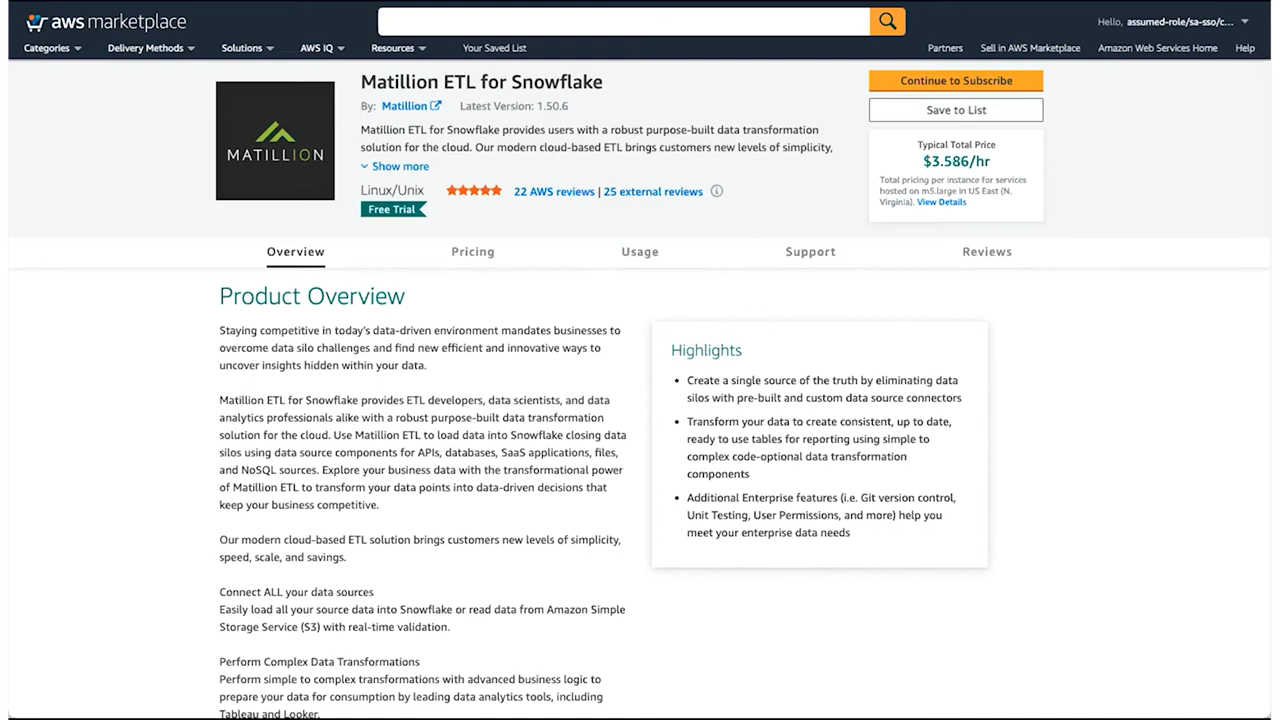 aws marketplace
Hello, assumed-role/sa-sso/c...
Categories
Delivery Methods
Solutions
AWS IQ
Resources
Your Saved List
Partners
Sell in AWS Marketplace
Amazon Web Services Home
Help
MATILLION
Matillion ETL for Snowflake
By: Matillion
Latest Version: 1.50.6
Matillion ETL for Snowflake provides users with a robust purpose-built data transformation
solution for the cloud. Our modern cloud-based ETL brings customers new levels of simplicity,
Show more
Linux/Unix
22 AWS reviews | 25 external reviews
Free Trial
Continue to Subscribe
Save to List
Typical Total Price
$3.586/hr
Total pricing per instance for services
hosted on m5.large in US East (N.
Virginia). View Details
Overview
Pricing
Usage
Support
Reviews
Product Overview
Staying competitive in today's data-driven environment mandates businesses to
overcome data silo challenges and find new efficient and innovative ways to
uncover insights hidden within your data.
Matillion ETL for Snowflake provides ETL developers, data scientists, and data
analytics professionals alike with a robust purpose-built data transformation
solution for the cloud. Use Matillion ETL to load data into Snowflake closing data
silos using data source components for APIs, databases, SaaS applications, files,
and NoSQL sources. Explore your business data with the transformational power
of Matillion ETL to transform your data points into data-driven decisions that
keep your business competitive.
Our modern cloud-based ETL solution brings customers new levels of simplicity,
speed, scale, and savings.
Connect ALL your data sources
Easily load all your source data into Snowflake or read data from Amazon Simple
Storage Service (S3) with real-time validation.
Perform Complex Data Transformations
Perform simple to complex transformations with advanced business logic to
prepare your data for consumption by leading data analytics tools, including
Tableau and Looker.
Highlights
• Create a single source of the truth by eliminating data
silos with pre-built and custom data source connectors
• Transform your data to create consistent, up to date,
ready to use tables for reporting using simple to
complex code-optional data transformation
components
• Additional Enterprise features (i.e. Git version control,
Unit Testing, User Permissions, and more) help you
meet your enterprise data needs